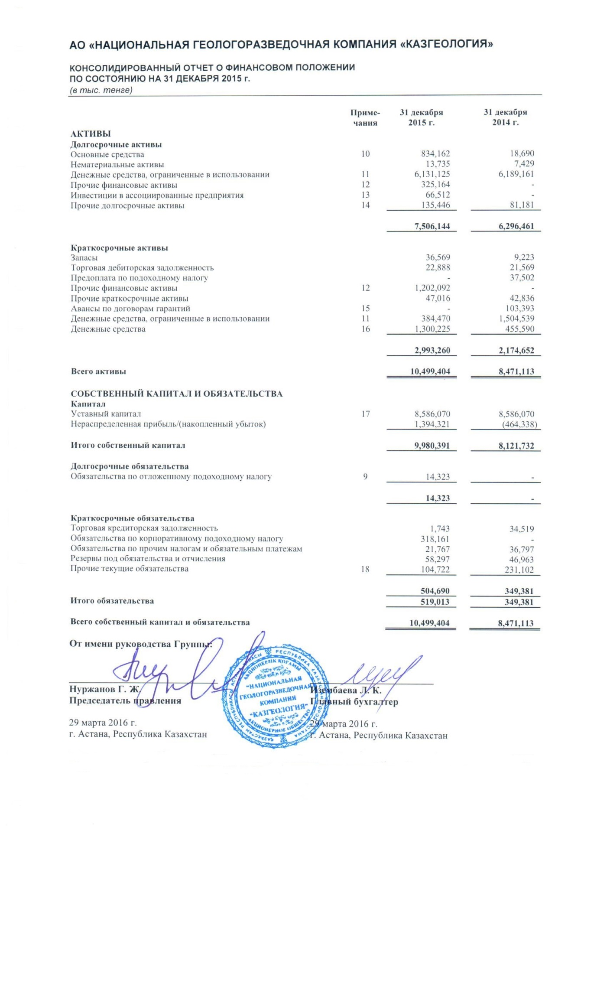 АО «НАЦИОНАЛЬНАЯ ГЕОЛОГОРАЗВЕДОЧНАЯ КОМПАНИЯ «КАЗГЕОЛОГИЯ»
КОНСОЛИДИРОВАННЫЙ ОТЧЕТ О ФИНАНСОВОМ ПОЛОЖЕНИИ
ПО СОСТОЯНИЮ НА 31 ДЕКАБРЯ 2015 г.
(в тыс. тенге)
Приме- 31 декабря 31 декабря
чания 2015 г. 2014 г.
АКТИВЫ
Долгосрочные активы
Основные средства 10 834,162 18,690
Нематериальные активы 13,735 7,429
Денежные средства, ограниченные в использовании 11 6,131,125 6,189,161
Прочие финансовые активы 12 325,164 -
Инвестиции в ассоциированные предприятия 13 66,512 -
Прочие долгосрочные активы 14 135,446 81,181
7,506,144 6,296,461
Краткосрочные активы
Запасы 36,569 9,223
Торговая дебиторская задолженность 22,888 21,569
Предоплата по подоходному налогу - 37,502
Прочие финансовые активы 12 1,202,092 -
Прочие краткосрочные активы 47,016 42,836
Авансы по договорам гарантий 15 - 103,393
Денежные средства, ограниченные в использовании 11 384,470 1,504,539
Денежные средства 16 1,300,225 455,590
2,993,260 2,174,652
Всего активы 10,499,404 8,471,113
СОБСТВЕННЫЙ КАПИТАЛ И ОБЯЗАТЕЛЬСТВА
Капитал
Уставный капитал 17 8,586,070 8,586,070
Нераспределенная прибыль/(накопленный убыток) 1,394,321 (464,338)
Итого собственный капитал 9,980,391 8,121,732
Долгосрочные обязательства
Обязательства по отложенному подоходному налогу 9 14,323 -
14,323 -
Краткосрочные обязательства
Торговая кредиторская задолженность 1,743 34,519
Обязательства по корпоративному подоходному налогу 318,161 -
Обязательства по прочим налогам и обязательным платежам 21,767 36,797
Резервы под обязательства и отчисления 58,297 46,963
Прочие текущие обязательства 18 104,722 231,102
504,690 349,381
Итого обязательства 519,013 349,381
Всего собственный капитал и обязательства 10,499,404 8,471,113
От имени руководства Группы:
Нуржанов Г. Ж. Изембаева Л. К.
Председатель правления Главный бухгалтер
29 марта 2016 г. 29 марта 2016 г.
г. Астана, Республика Казахстан г. Астана, Республика Казахстан
АКЦИОНЕРЛІК ҚОҒАМЫ
"НАЦИОНАЛЬНАЯ
ГЕОЛОГОРАЗВЕДОЧНАЯ
КОМПАНИЯ
"КАЗГЕОЛОГИЯ"
АКЦИОНЕРНОЕ ОБЩЕСТВО